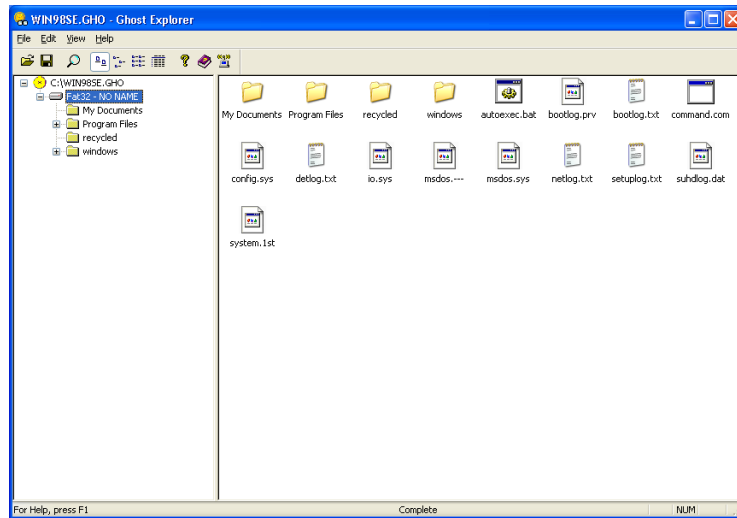 WIN98SE.GHO - Ghost Explorer
File Edit View Help
C:\WIN98SE.GHO
Fat32 - NO NAME
My Documents
Program Files
recycled
windows
My Documents Program Files recycled windows autoexec.bat bootlog.prv bootlog.txt command.com
config.sys detlog.txt io.sys msdos.--- msdos.sys netlog.txt setuplog.txt suhdlog.dat
system.1st
For Help, press F1 Complete NUM